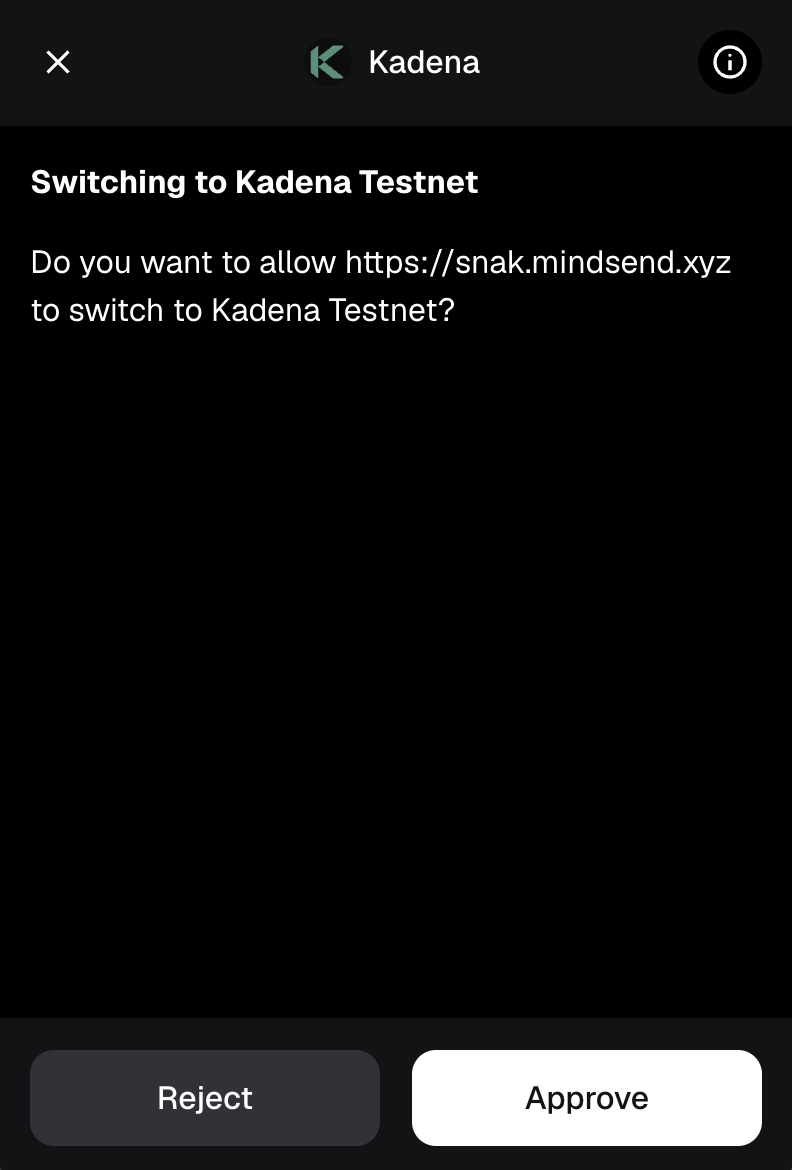 Kadena
Switching to Kadena Testnet
Do you want to allow https://snak.mindsend.xyz
to switch to Kadena Testnet?
Reject
Approve